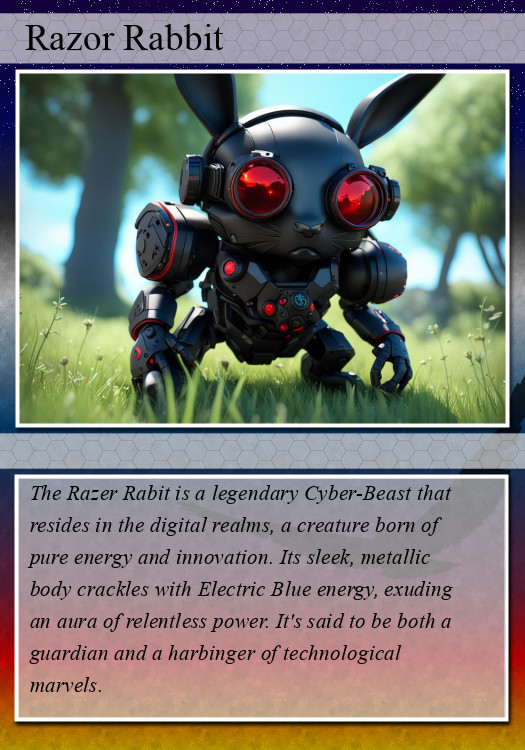 Razor Rabbit
The Razer Rabit is a legendary Cyber-Beast that
resides in the digital realms, a creature born of
pure energy and innovation. Its sleek, metallic
body crackles with Electric Blue energy, exuding
an aura of relentless power. It's said to be both a
guardian and a harbinger of technological
marvels.